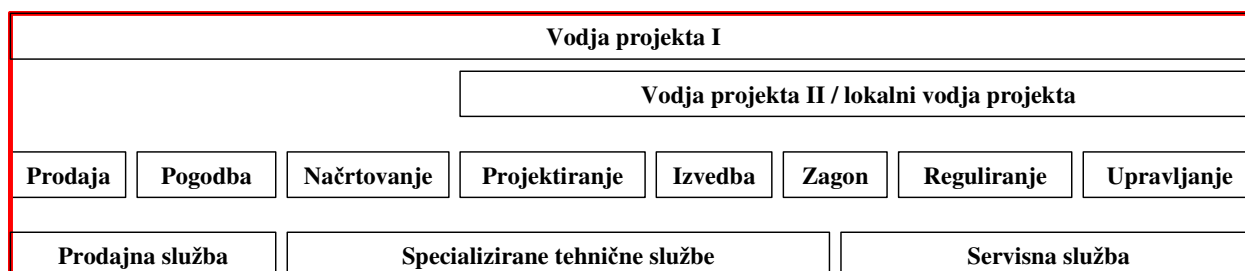 Vodja projekta I
Vodja projekta II / lokalni vodja projekta
Prodaja Pogodba Načrtovanje Projektiranje Izvedba Zagon Reguliranje Upravljanje
Prodajna služba Specializirane tehnične službe Servisna služba